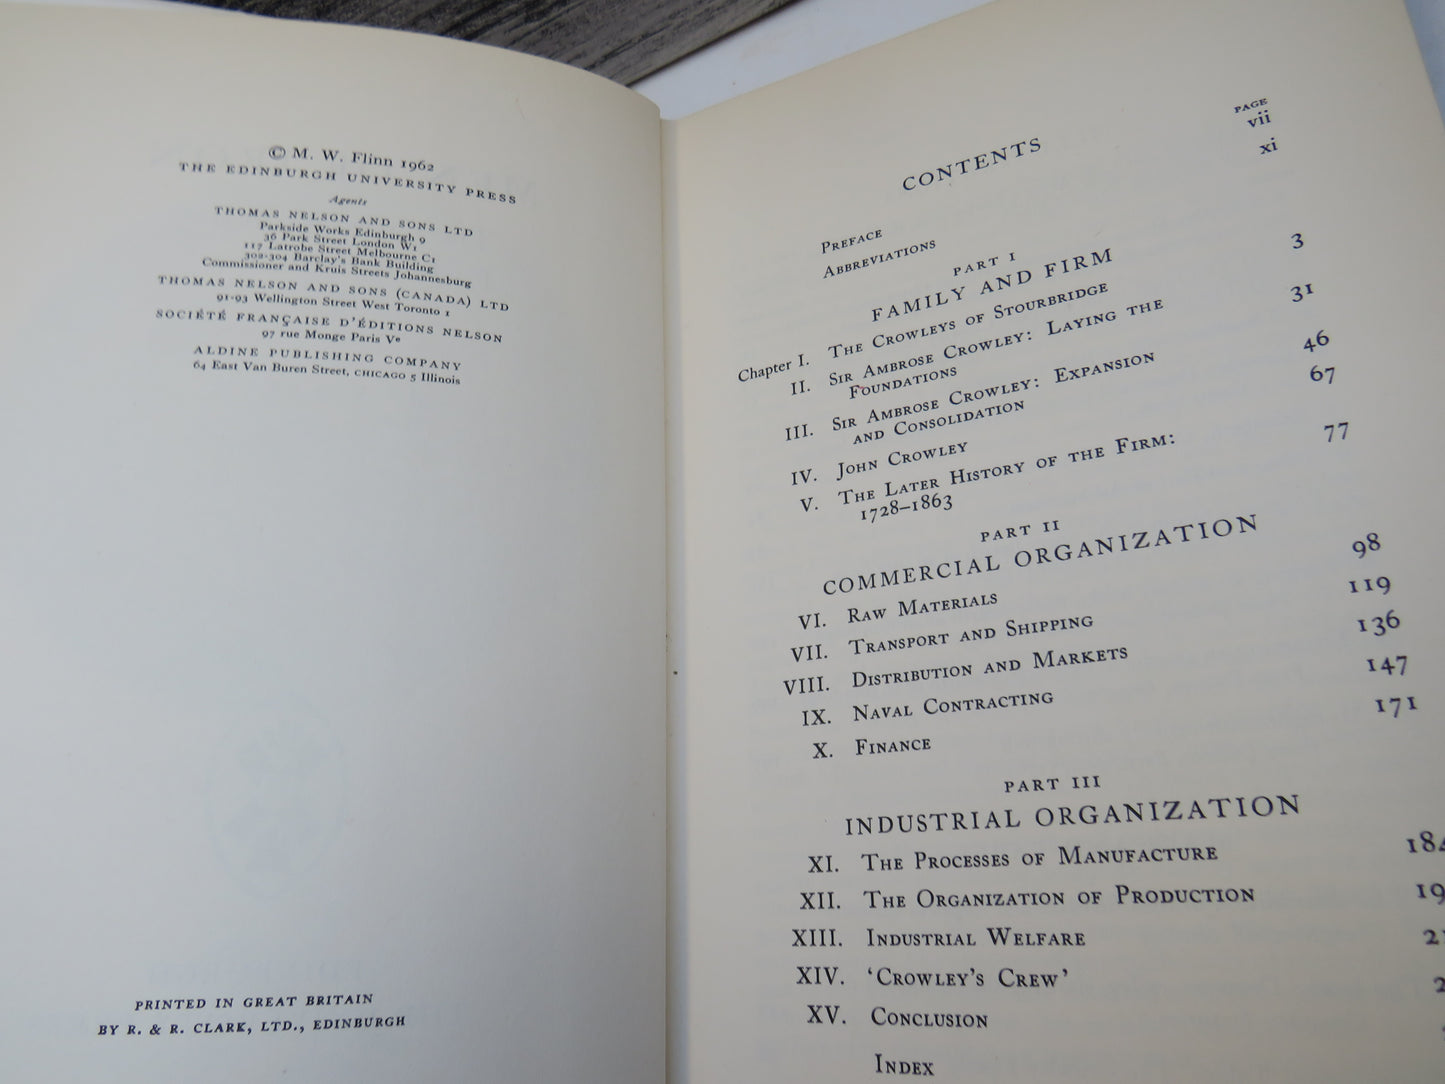 © M. W. Flinn 1962
THE EDINBURGH UNIVERSITY PRESS
Agents
THOMAS NELSON AND SONS LTD
Parkside Works Edinburgh 9
36 Park Street London W1
117 Latrobe Street Melbourne C1
302-304 Barclay's Bank Building
Commissioner and Kruis Streets Johannesburg
THOMAS NELSON AND SONS (CANADA) LTD
91-93 Wellington Street West Toronto 1
SOCIÉTÉ FRANÇAISE D'ÉDITIONS NELSON
97 rue Monge Paris Ve
ALDINE PUBLISHING COMPANY
64 East Van Buren Street, CHICAGO 5 Illinois
PRINTED IN GREAT BRITAIN
BY R. & R. CLARK, LTD., EDINBURGH
CONTENTS
PAGE
Preface vii
Abbreviations xi
PART I
FAMILY AND FIRM
Chapter I. The Crowleys of Stourbridge 3
II. Sir Ambrose Crowley: Laying the
Foundations 31
III. Sir Ambrose Crowley: Expansion
and Consolidation 46
IV. John Crowley 67
V. The Later History of the Firm:
1728–1863 77
PART II
COMMERCIAL ORGANIZATION
VI. Raw Materials 98
VII. Transport and Shipping 119
VIII. Distribution and Markets 136
IX. Naval Contracting 147
X. Finance 171
PART III
INDUSTRIAL ORGANIZATION
XI. The Processes of Manufacture
XII. The Organization of Production
XIII. Industrial Welfare
XIV. 'Crowley's Crew'
XV. Conclusion
Index